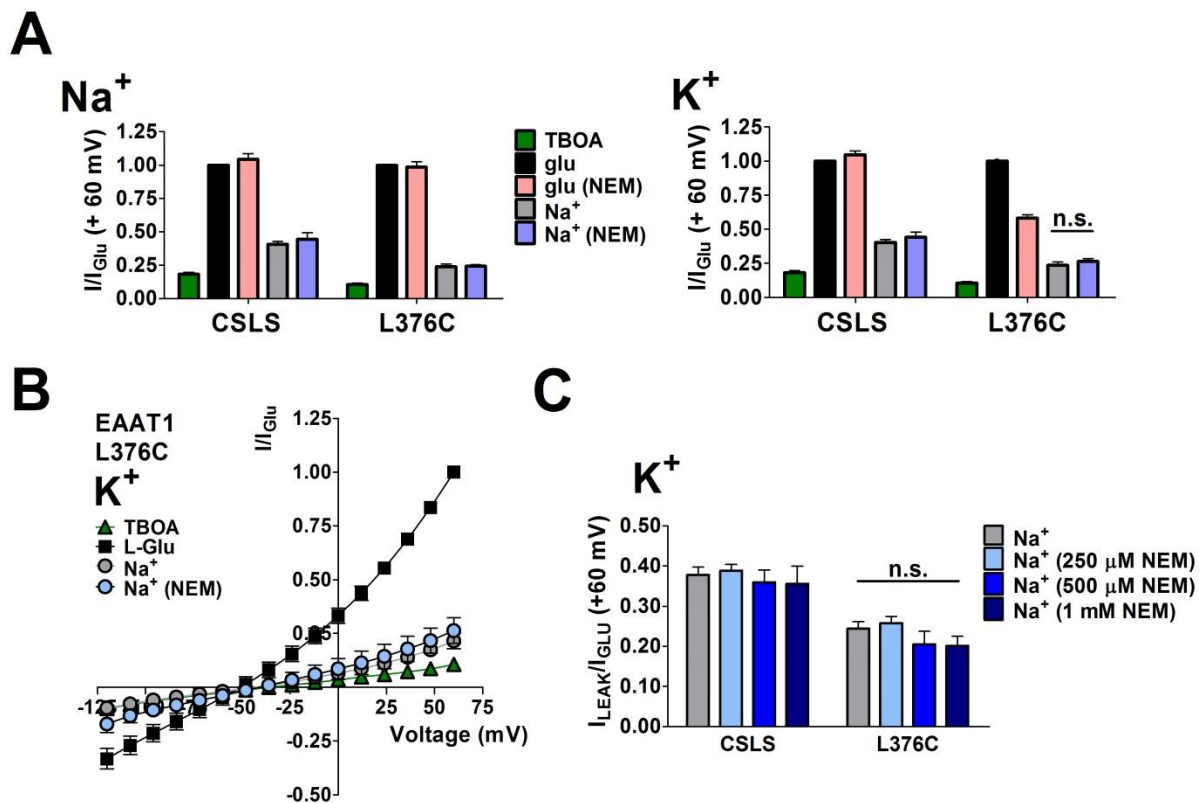 A
Na+
I/IGlu (+ 60 mV)
1.25
1.00
0.75
0.50
0.25
0.00
CSLS
L376C
TBOA
glu
glu (NEM)
Na+
Na+ (NEM)
K+
I/IGlu (+ 60 mV)
1.25
1.00
0.75
0.50
0.25
0.00
n.s.
CSLS
L376C
B
EAAT1
L376C
K+
TBOA
L-Glu
Na+
Na+ (NEM)
I/IGlu
1.25
1.00
0.75
0.50
0.25
-125 -100 -75 -50 -25 25 50 75
Voltage (mV)
-0.25
-0.50
C
K+
ILEAK/IGLU (+60 mV)
0.50
0.40
0.30
0.20
0.10
0.00
n.s.
CSLS
L376C
Na+
Na+ (250 μM NEM)
Na+ (500 μM NEM)
Na+ (1 mM NEM)